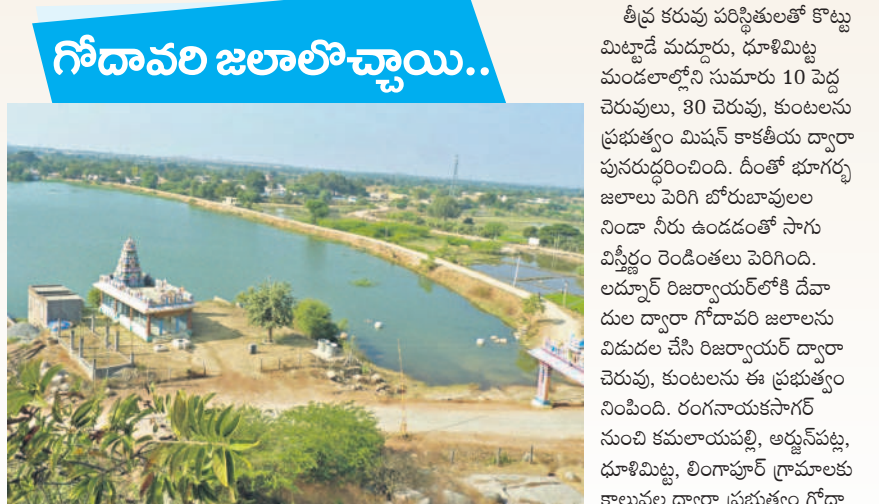 గోదావరి జలాలొచ్చాయి..
తీవ్ర కరువు పరిస్థితులతో కొట్టు
మిట్టాడే మద్దూరు, ధూళిమిట్ట
మండలాల్లోని సుమారు 10 పెద్ద
చెరువులు, 30 చెరువు, కుంటలను
ప్రభుత్వం మిషన్ కాకతీయ ద్వారా
పునరుద్ధరించింది. దీంతో భూగర్భ
జలాలు పెరిగి బోరుబావులల
నిండా నీరు ఉండడంతో సాగు
విస్తీర్ణం రెండింతలు పెరిగింది.
లద్నూర్ రిజర్వాయర్‌లోకి దేవా
దుల ద్వారా గోదావరి జలాలను
విడుదల చేసి రిజర్వాయర్ ద్వారా
చెరువు, కుంటలను ఈ ప్రభుత్వం
నింపింది. రంగనాయకసాగర్
నుంచి కమలాయపల్లి, అర్జున్‌పట్ల,
ధూళిమిట్ట, లింగాపూర్ గ్రామాలకు
కాలువల ద్వారా ప్రభుత్వం గోదా